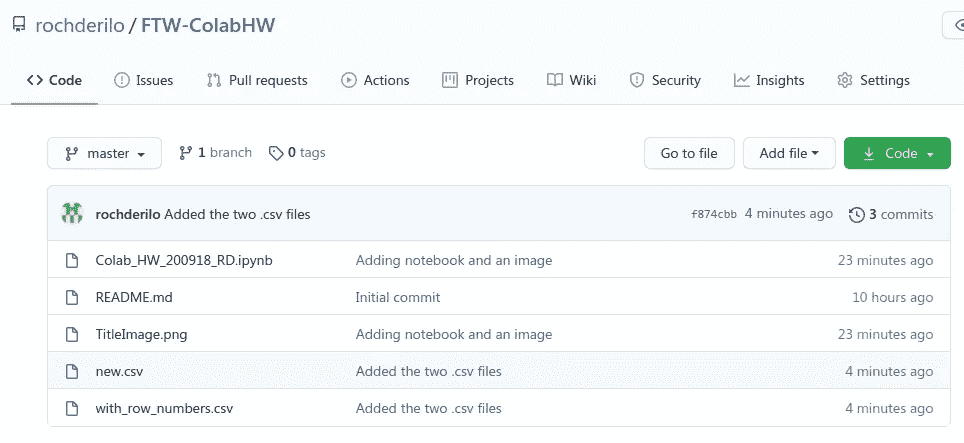 rochderilo / FTW-ColabHW
Code Issues Pull requests Actions Projects Wiki Security Insights Settings
master 1 branch 0 tags Go to file Add file Code
rochderilo Added the two .csv files f874cbb 4 minutes ago 3 commits
Colab_HW_200918_RD.ipynb Adding notebook and an image 23 minutes ago
README.md Initial commit 10 hours ago
TitleImage.png Adding notebook and an image 23 minutes ago
new.csv Added the two .csv files 4 minutes ago
with_row_numbers.csv Added the two .csv files 4 minutes ago